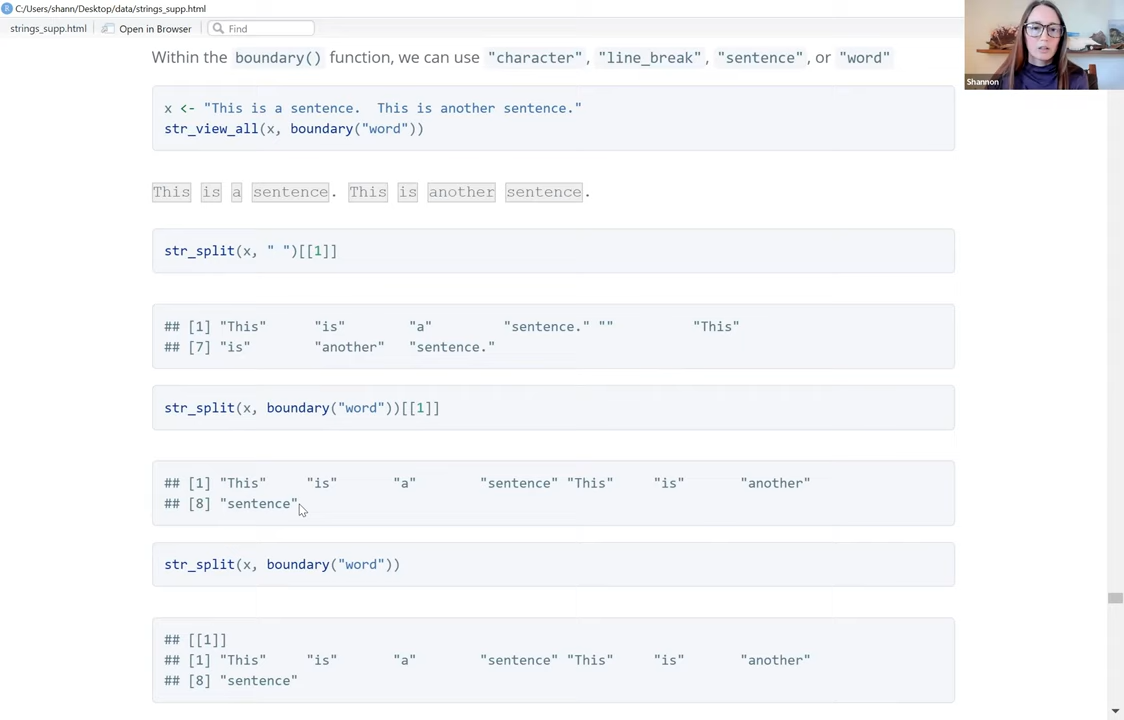 C:/Users/shann/Desktop/data/strings_supp.html
strings_supp.html Open in Browser Find
Shannon
Within the boundary() function, we can use "character", "line_break", "sentence", or "word"
x <- "This is a sentence.  This is another sentence."
str_view_all(x, boundary("word"))
This is a sentence. This is another sentence.
str_split(x, " ")[[1]]
## [1] "This"      "is"        "a"         "sentence." ""          "This"
## [7] "is"        "another"   "sentence."
str_split(x, boundary("word"))[[1]]
## [1] "This"     "is"       "a"        "sentence" "This"     "is"       "another"
## [8] "sentence"
str_split(x, boundary("word"))
## [[1]]
## [1] "This"     "is"       "a"        "sentence" "This"     "is"       "another"
## [8] "sentence"